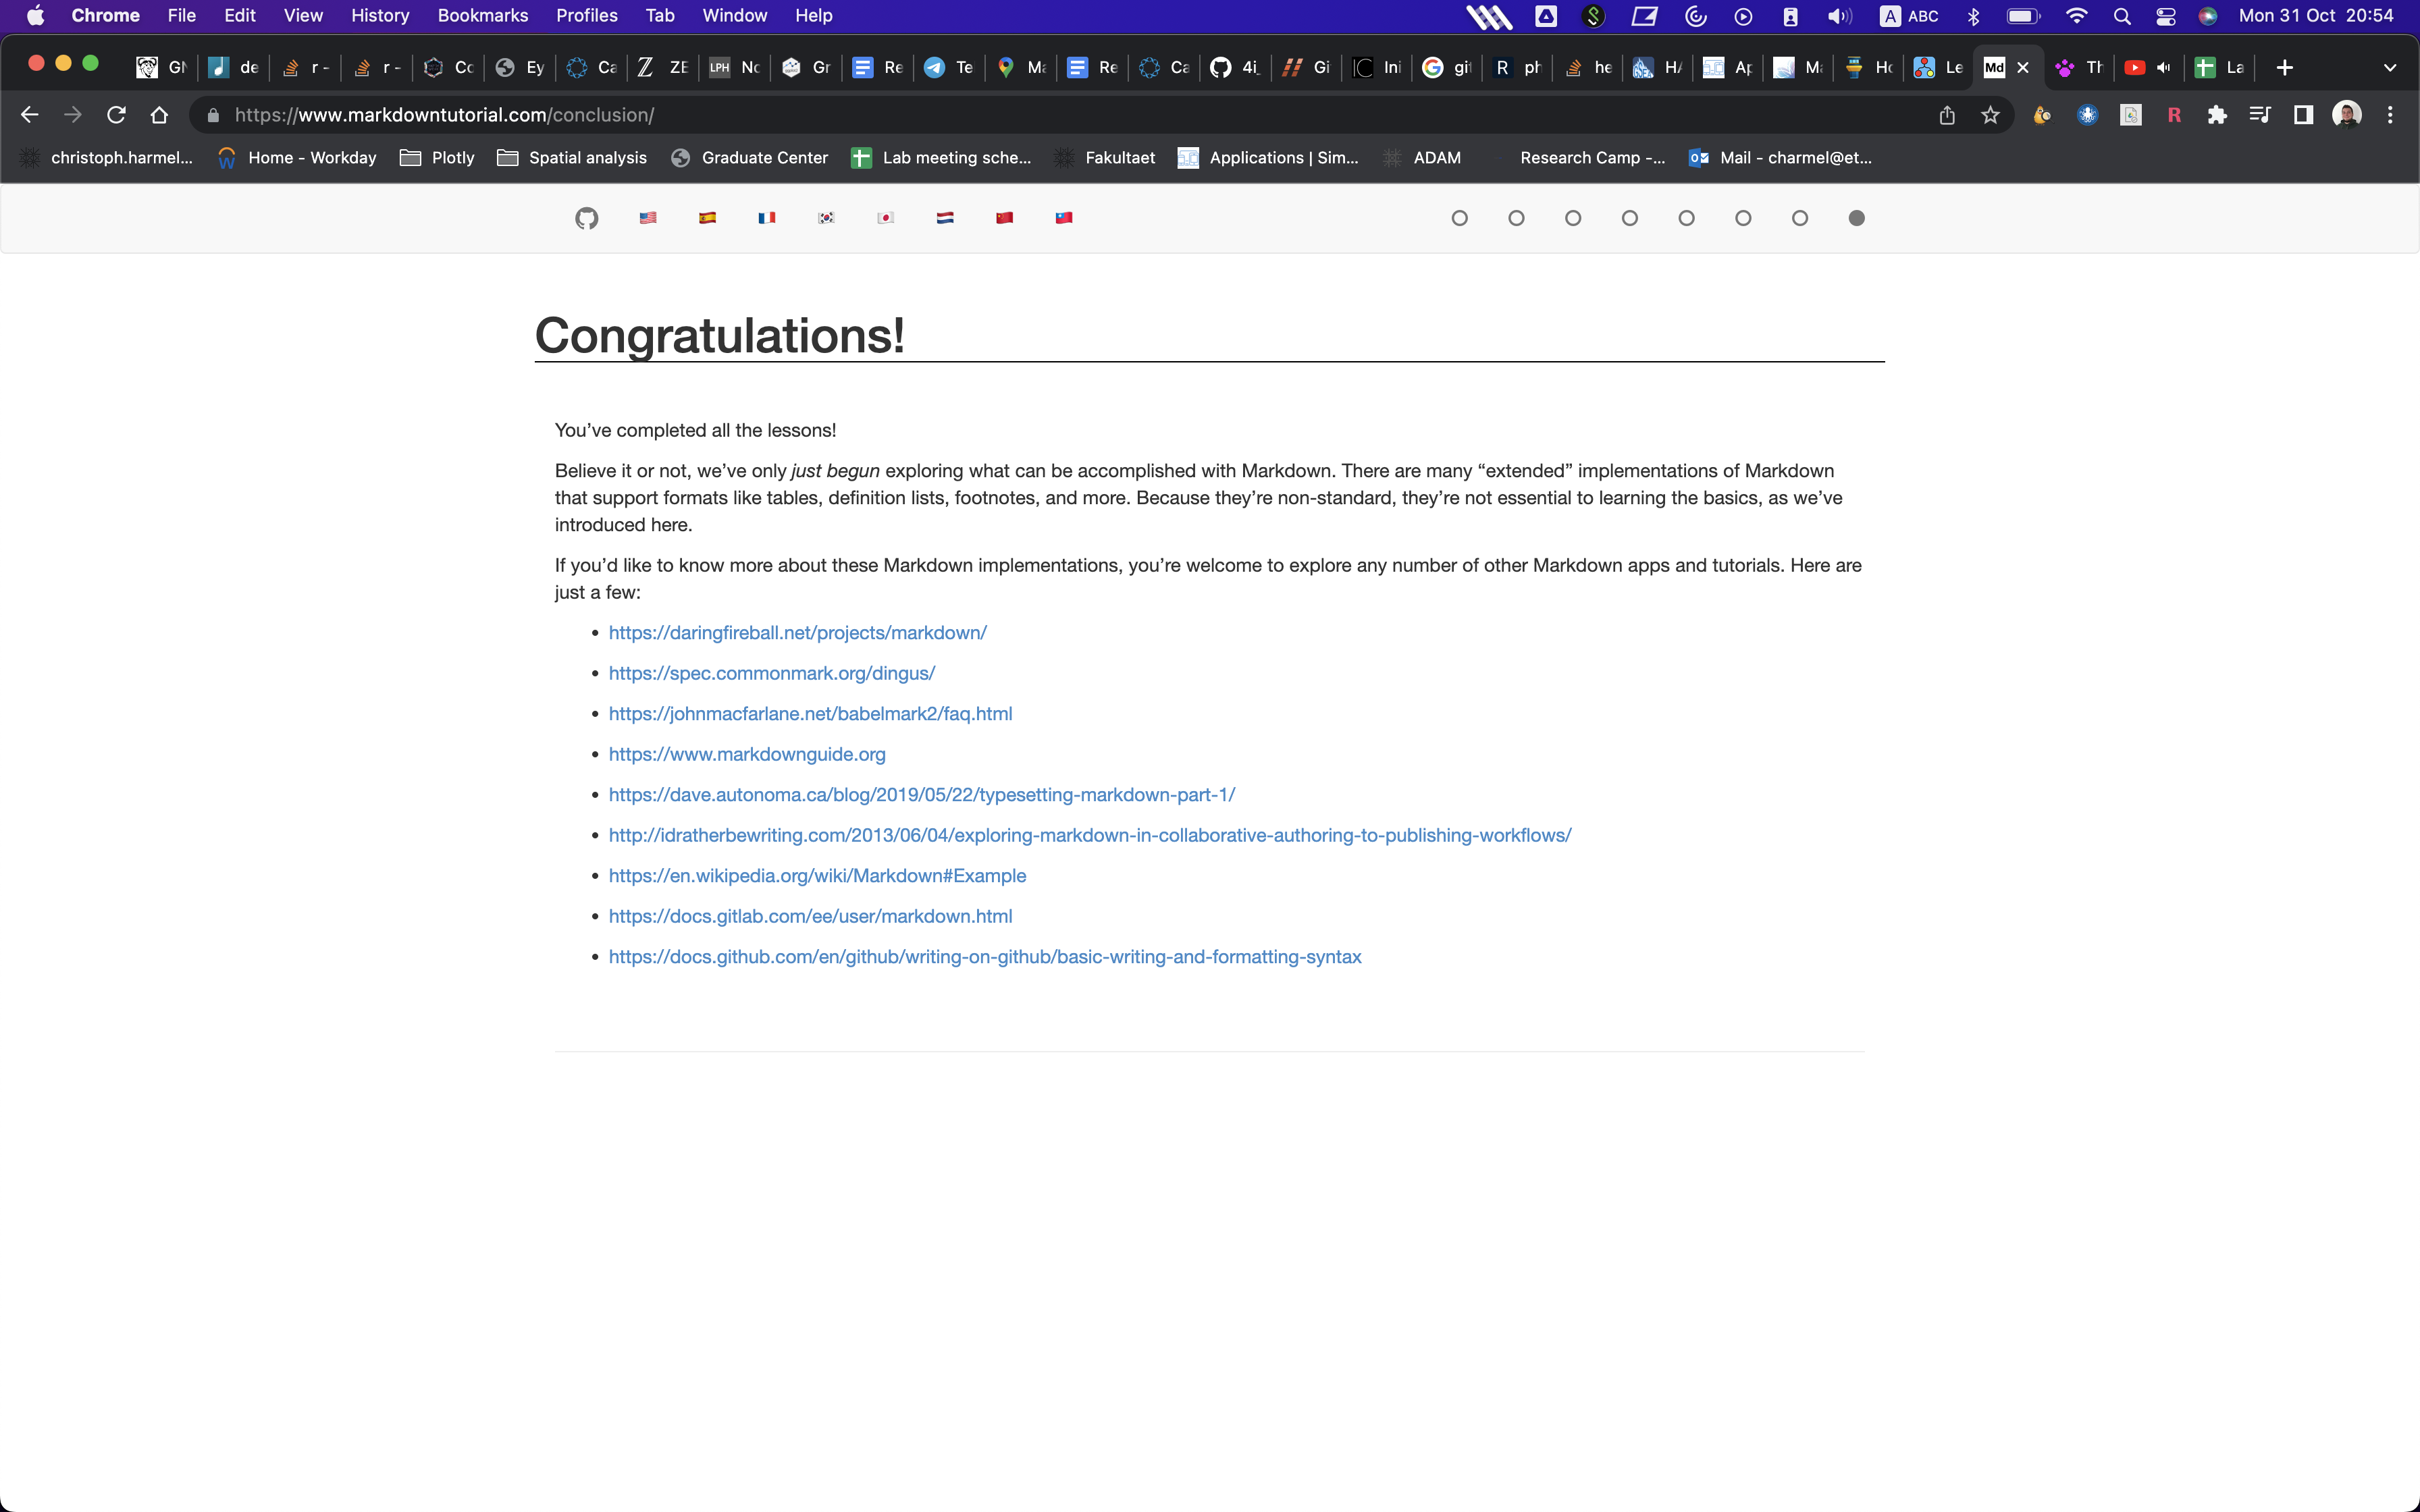 Chrome File Edit View History Bookmarks Profiles Tab Window Help A ABC Mon 31 Oct 20:54
GN de r - r - Cc Ey Ca ZE LPH Nc Gr Re Te Ma Re Ca 4i_ Gi Ini gi R ph he HA Ap Ma Hc Le Md Th La
https://www.markdowntutorial.com/conclusion/
christoph.harmel... Home - Workday Plotly Spatial analysis Graduate Center Lab meeting sche... Fakultaet Applications | Sim... ADAM Research Camp -... Mail - charmel@et...
Congratulations!
You’ve completed all the lessons!
Believe it or not, we’ve only just begun exploring what can be accomplished with Markdown. There are many “extended” implementations of Markdown
that support formats like tables, definition lists, footnotes, and more. Because they’re non-standard, they’re not essential to learning the basics, as we’ve
introduced here.
If you’d like to know more about these Markdown implementations, you’re welcome to explore any number of other Markdown apps and tutorials. Here are
just a few:
https://daringfireball.net/projects/markdown/
https://spec.commonmark.org/dingus/
https://johnmacfarlane.net/babelmark2/faq.html
https://www.markdownguide.org
https://dave.autonoma.ca/blog/2019/05/22/typesetting-markdown-part-1/
http://idratherbewriting.com/2013/06/04/exploring-markdown-in-collaborative-authoring-to-publishing-workflows/
https://en.wikipedia.org/wiki/Markdown#Example
https://docs.gitlab.com/ee/user/markdown.html
https://docs.github.com/en/github/writing-on-github/basic-writing-and-formatting-syntax